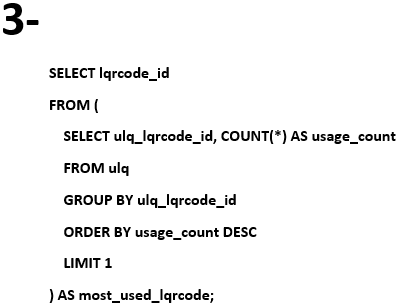 3-
SELECT lqrcode_id
FROM (
SELECT ulq_lqrcode_id, COUNT(*) AS usage_count
FROM ulq
GROUP BY ulq_lqrcode_id
ORDER BY usage_count DESC
LIMIT 1
) AS most_used_lqrcode;